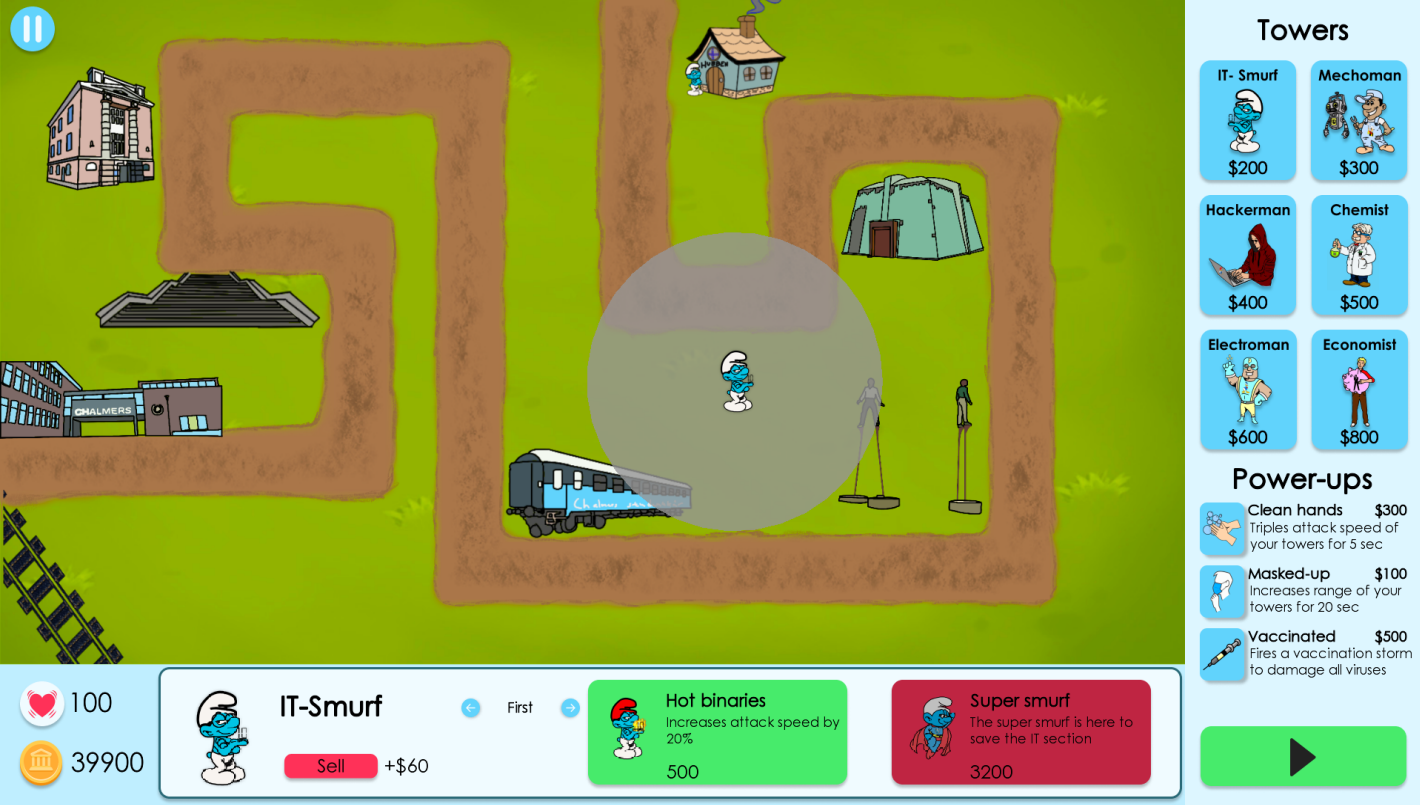 HUBBEN
CHALMERS
Towers
IT- Smurf
$200
Mechoman
$300
Hackerman
$400
Chemist
$500
Electroman
$600
Economist
$800
Power-ups
Clean hands $300
Triples attack speed of
your towers for 5 sec
Masked-up $100
Increases range of your
towers for 20 sec
Vaccinated $500
Fires a vaccination storm
to damage all viruses
100
39900
IT-Smurf
Sell +$60
First
Hot binaries
Increases attack speed by
20%
500
Super smurf
The super smurf is here to
save the IT section
3200